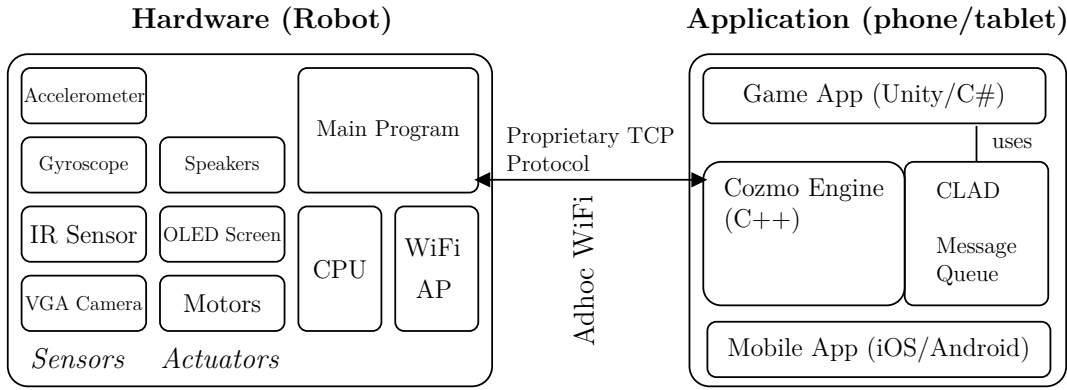 Hardware (Robot)
Application (phone/tablet)
Accelerometer
Gyroscope
IR Sensor
VGA Camera
Sensors
Speakers
OLED Screen
Motors
Actuators
Main Program
CPU
WiFi
AP
Proprietary TCP
Protocol
Adhoc WiFi
Game App (Unity/C#)
uses
Cozmo Engine
(C++)
CLAD
Message
Queue
Mobile App (iOS/Android)